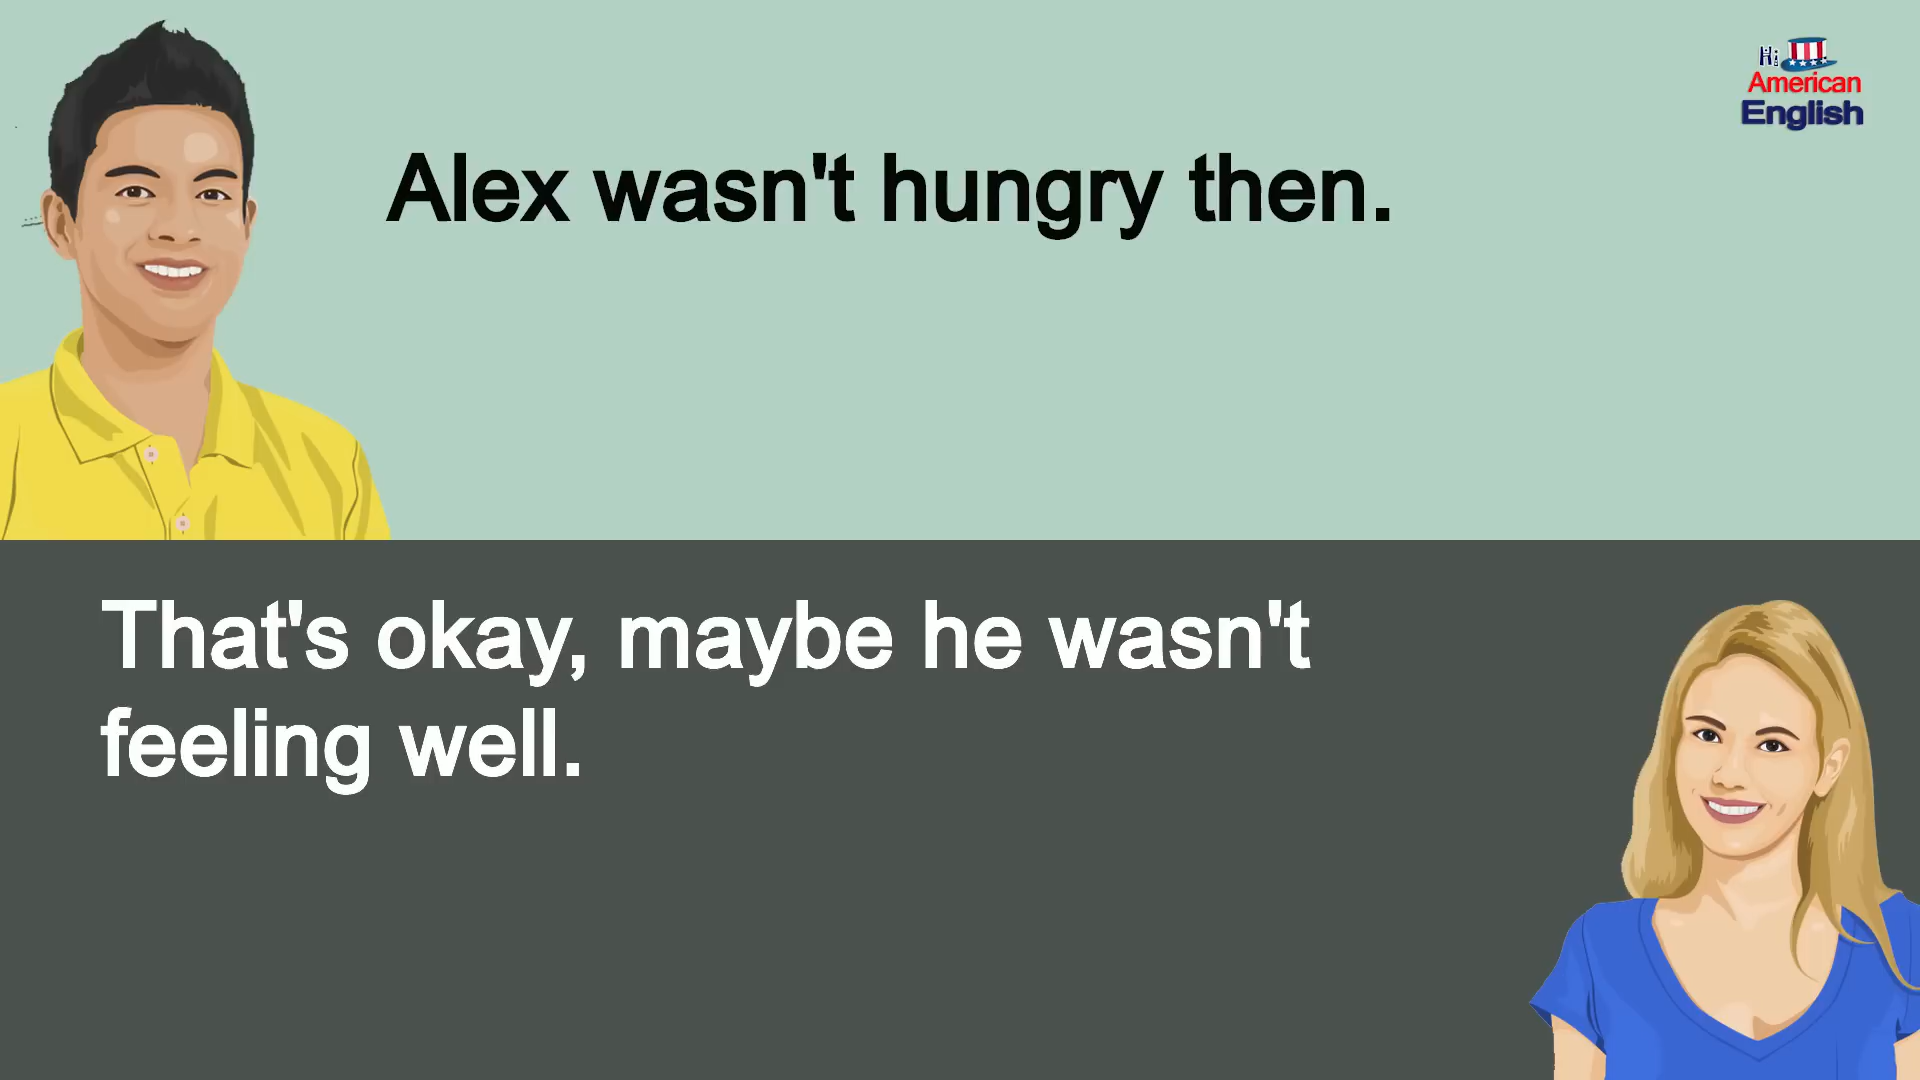 Hi
American
English
Alex wasn't hungry then.
That's okay, maybe he wasn't
feeling well.